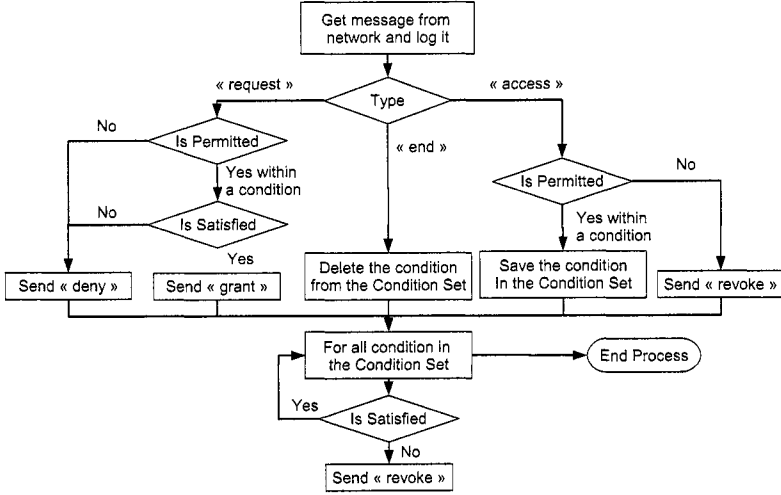 Get message from
network and log it
« request »
« access »
Type
No
Is Permitted
« end »
Yes within
a condition
Is Permitted
No
No
Is Satisfied
Yes within
a condition
Yes
Send « deny »
Send « grant »
Delete the condition
from the Condition Set
Save the condition
In the Condition Set
Send « revoke »
For all condition in
the Condition Set
End Process
Yes
Is Satisfied
No
Send « revoke »